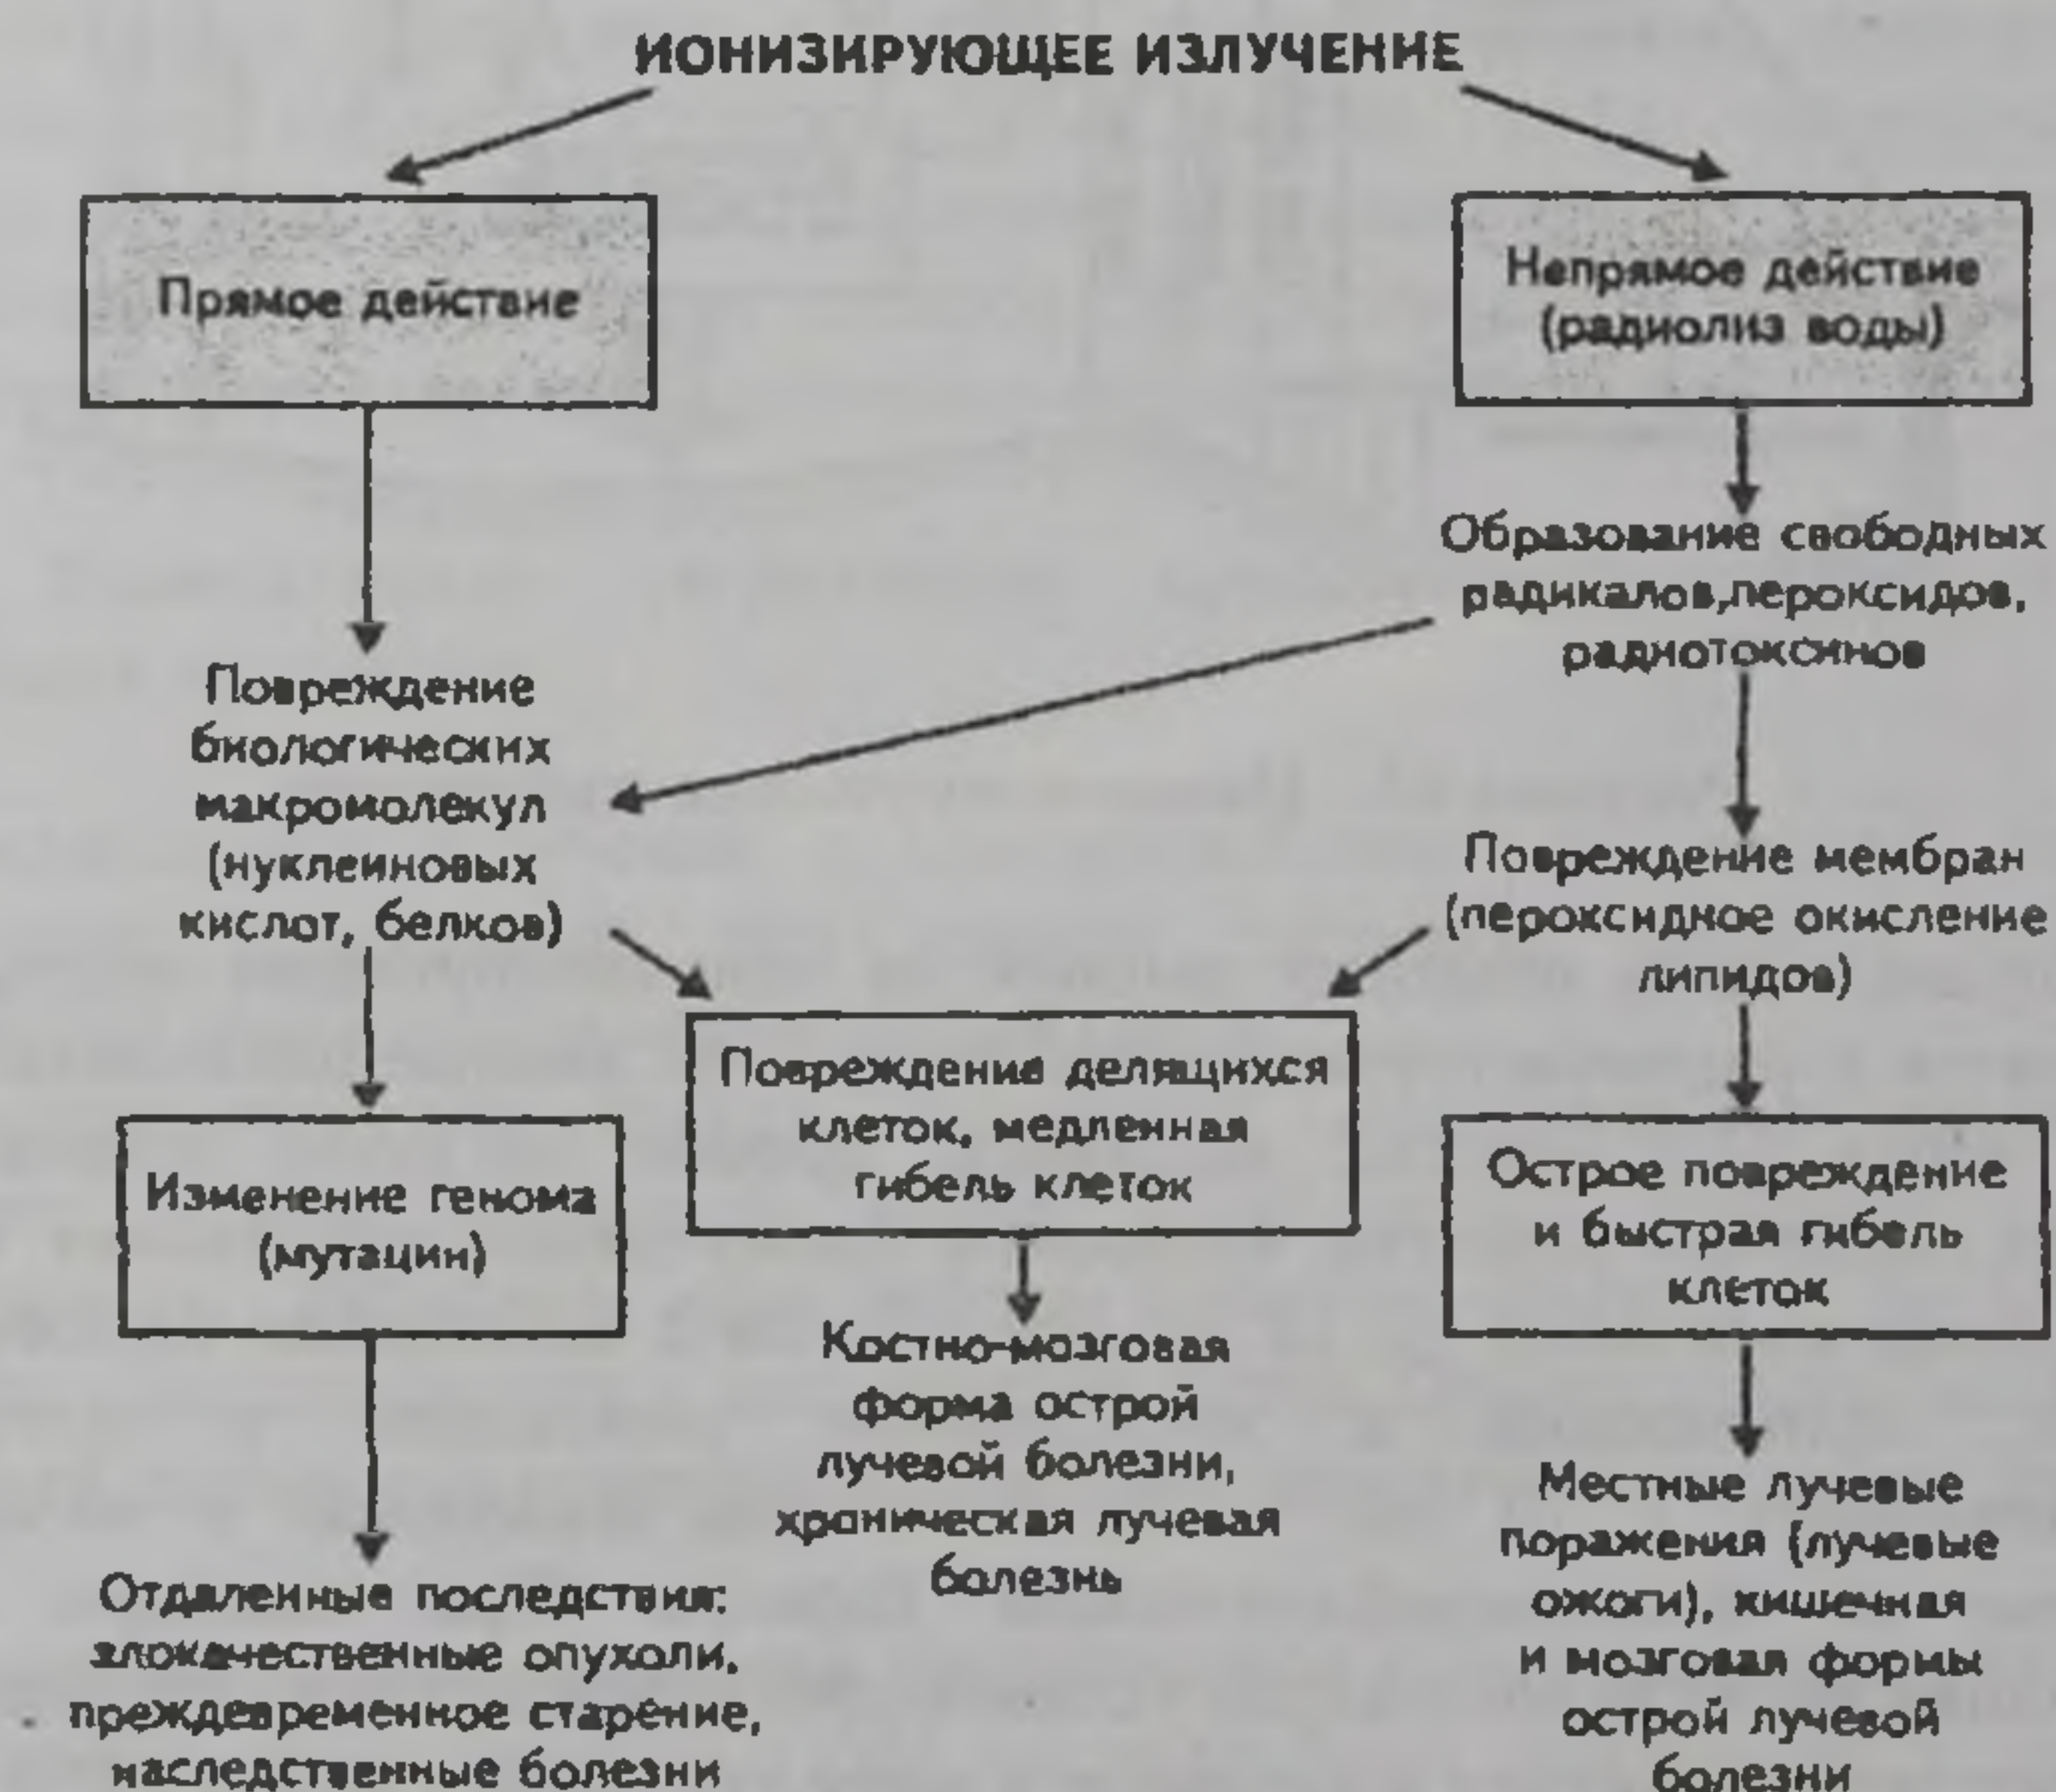 ИОНИЗИРУЮЩЕЕ ИЗЛУЧЕНИЕ
Прямое действие
Непрямое действие
(радиолиз воды)
Образование свободных
радикалов,пероксидов,
радиотоксинов
Повреждение
биологических
макромолекул
(нуклеиновых
кислот, белков)
Повреждение мембран
(пероксидное окисление
липидов)
Повреждение делящихся
клеток, медленная
гибель клеток
Изменение генома
(мутации)
Острое повреждение
и быстрая гибель
клеток
Костно-мозговая
форма острой
лучевой болезни,
хроническая лучевая
болезнь
Местные лучевые
поражения (лучевые
ожоги), кишечная
и мозговая формы
острой лучевой
болезни
Отдаленные последствия:
злокачественные опухоли,
преждевременное старение,
наследственные болезни